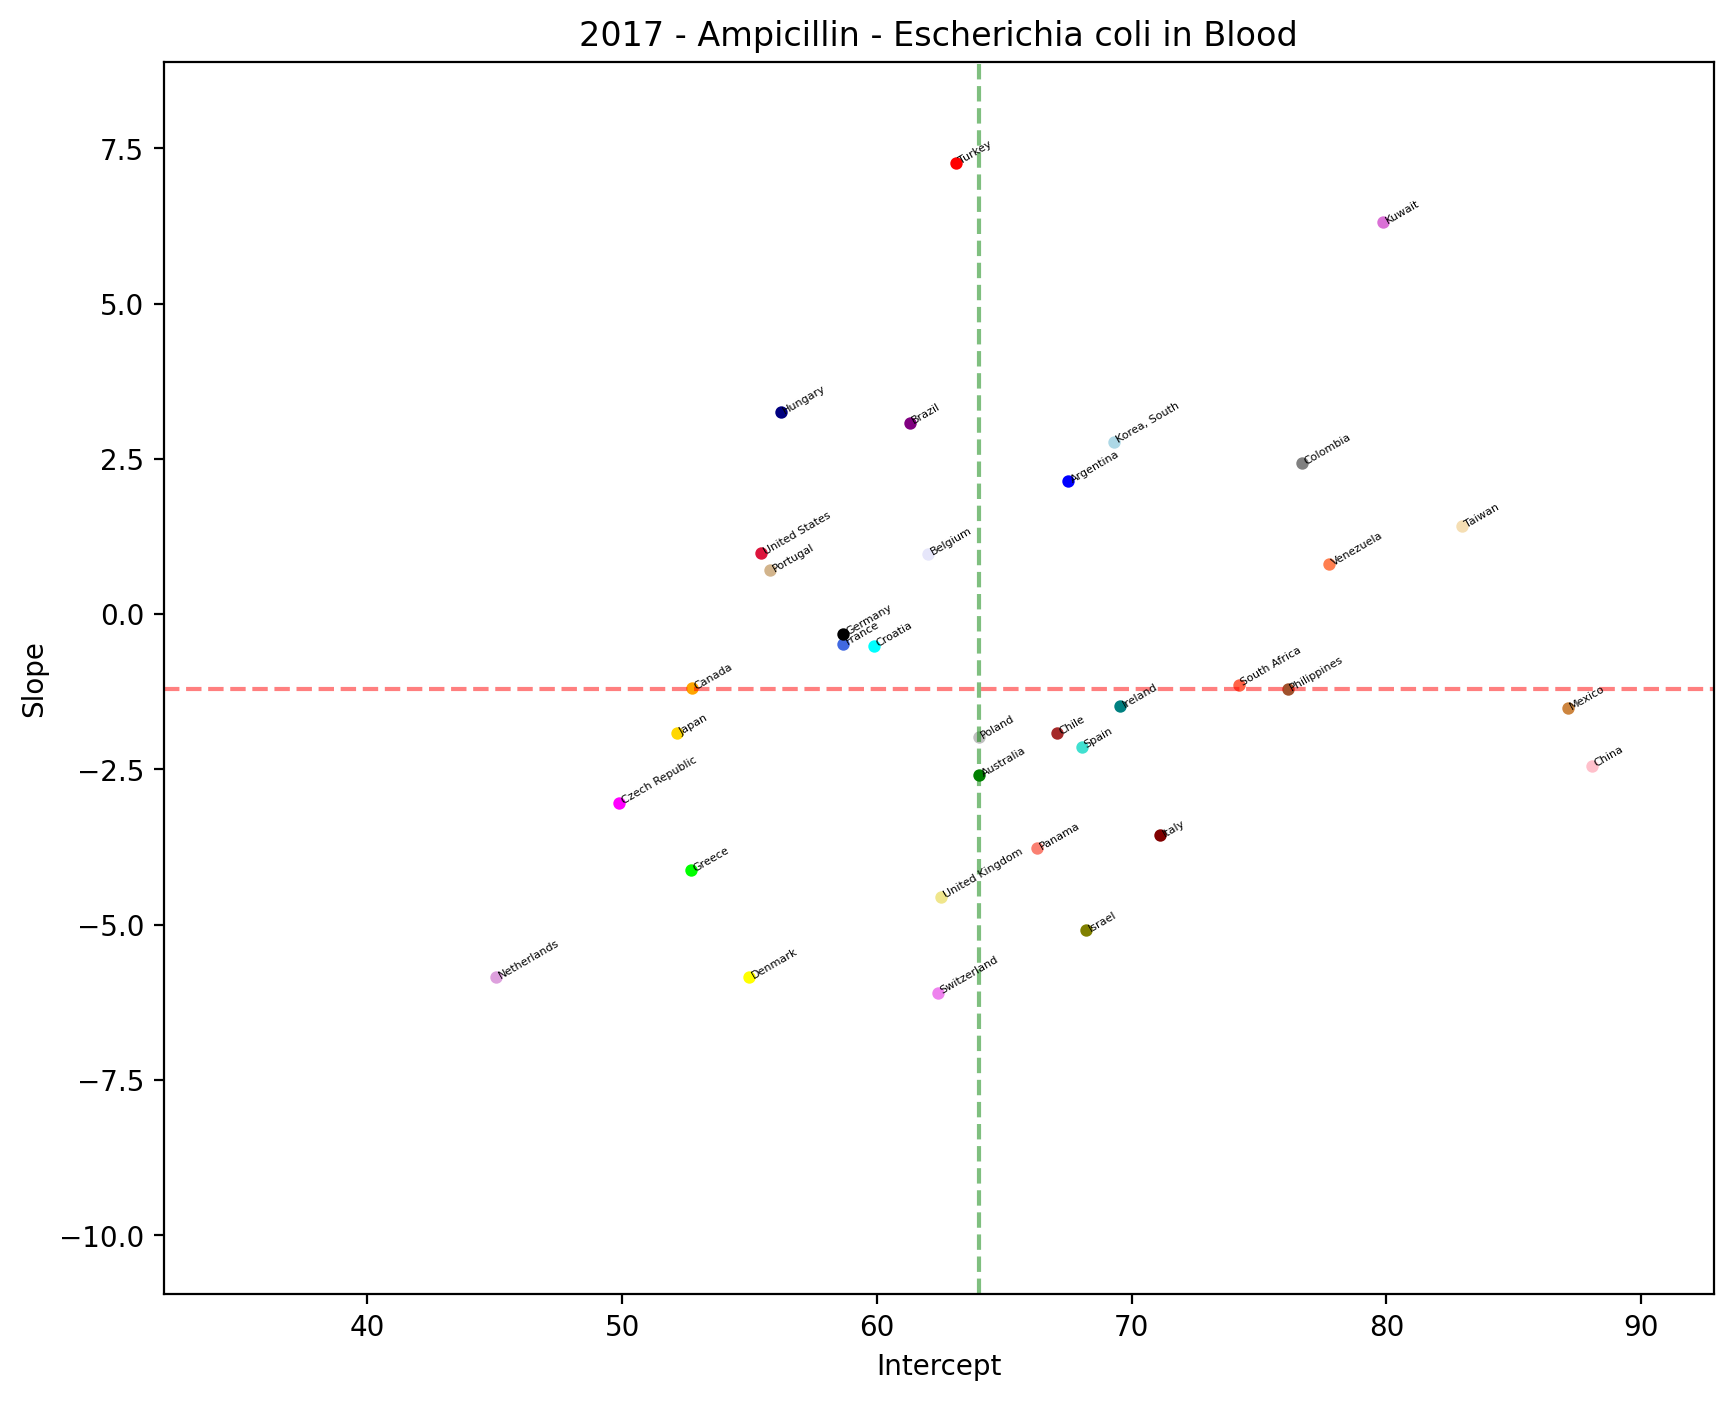 2017 - Ampicillin - Escherichia coli in Blood
7.5
Turkey
Kuwait
5.0
Hungary
Brazil
Korea, South
2.5
Colombia
Argentina
Taiwan
United States
Belgium
Venezuela
Portugal
0.0
Germany
France
Croatia
Slope
Canada
South Africa
Philippines
Ireland
Mexico
Japan
Poland
Chile
Spain
−2.5
Australia
China
Czech Republic
Italy
Panama
Greece
United Kingdom
−5.0
Israel
Netherlands
Denmark
Switzerland
−7.5
−10.0
40
50
60
70
80
90
Intercept